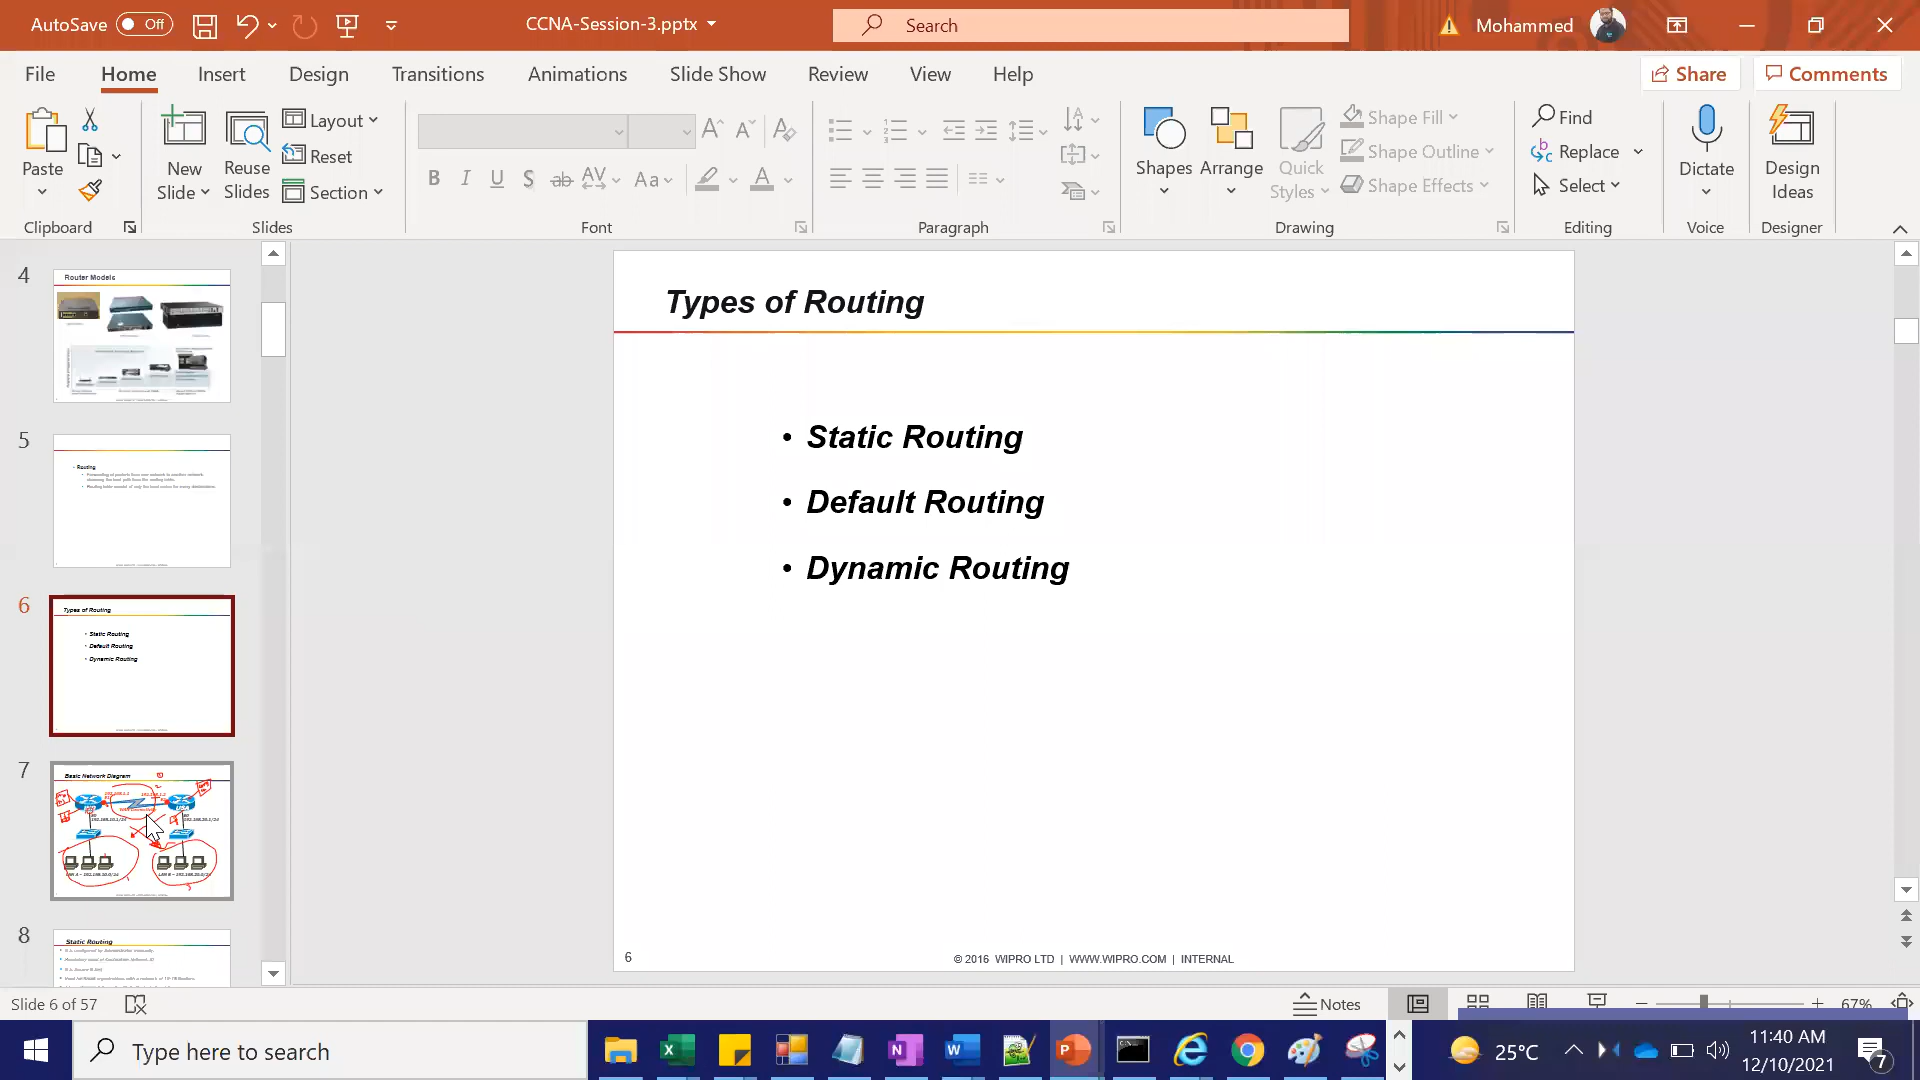 AutoSave Off
CCNA-Session-3.pptx
Search
Mohammed
File Home Insert Design Transitions Animations Slide Show Review View Help
Share Comments
Paste
Clipboard
New Slide
Reuse Slides
Layout
Reset
Section
Slides
B I U S ab AV Aa A
Font
Paragraph
Shapes
Arrange
Quick Styles
Shape Fill
Shape Outline
Shape Effects
Drawing
Find
Replace
Select
Editing
Dictate
Voice
Design Ideas
Designer
4
Router Models
5
Routing
6
Types of Routing
Static Routing
Default Routing
Dynamic Routing
7
Basic Network Diagram
8
Static Routing
Types of Routing
• Static Routing
• Default Routing
• Dynamic Routing
6
© 2016 WIPRO LTD | WWW.WIPRO.COM | INTERNAL
Slide 6 of 57
Notes
67%
Type here to search
25°C
11:40 AM
12/10/2021
7